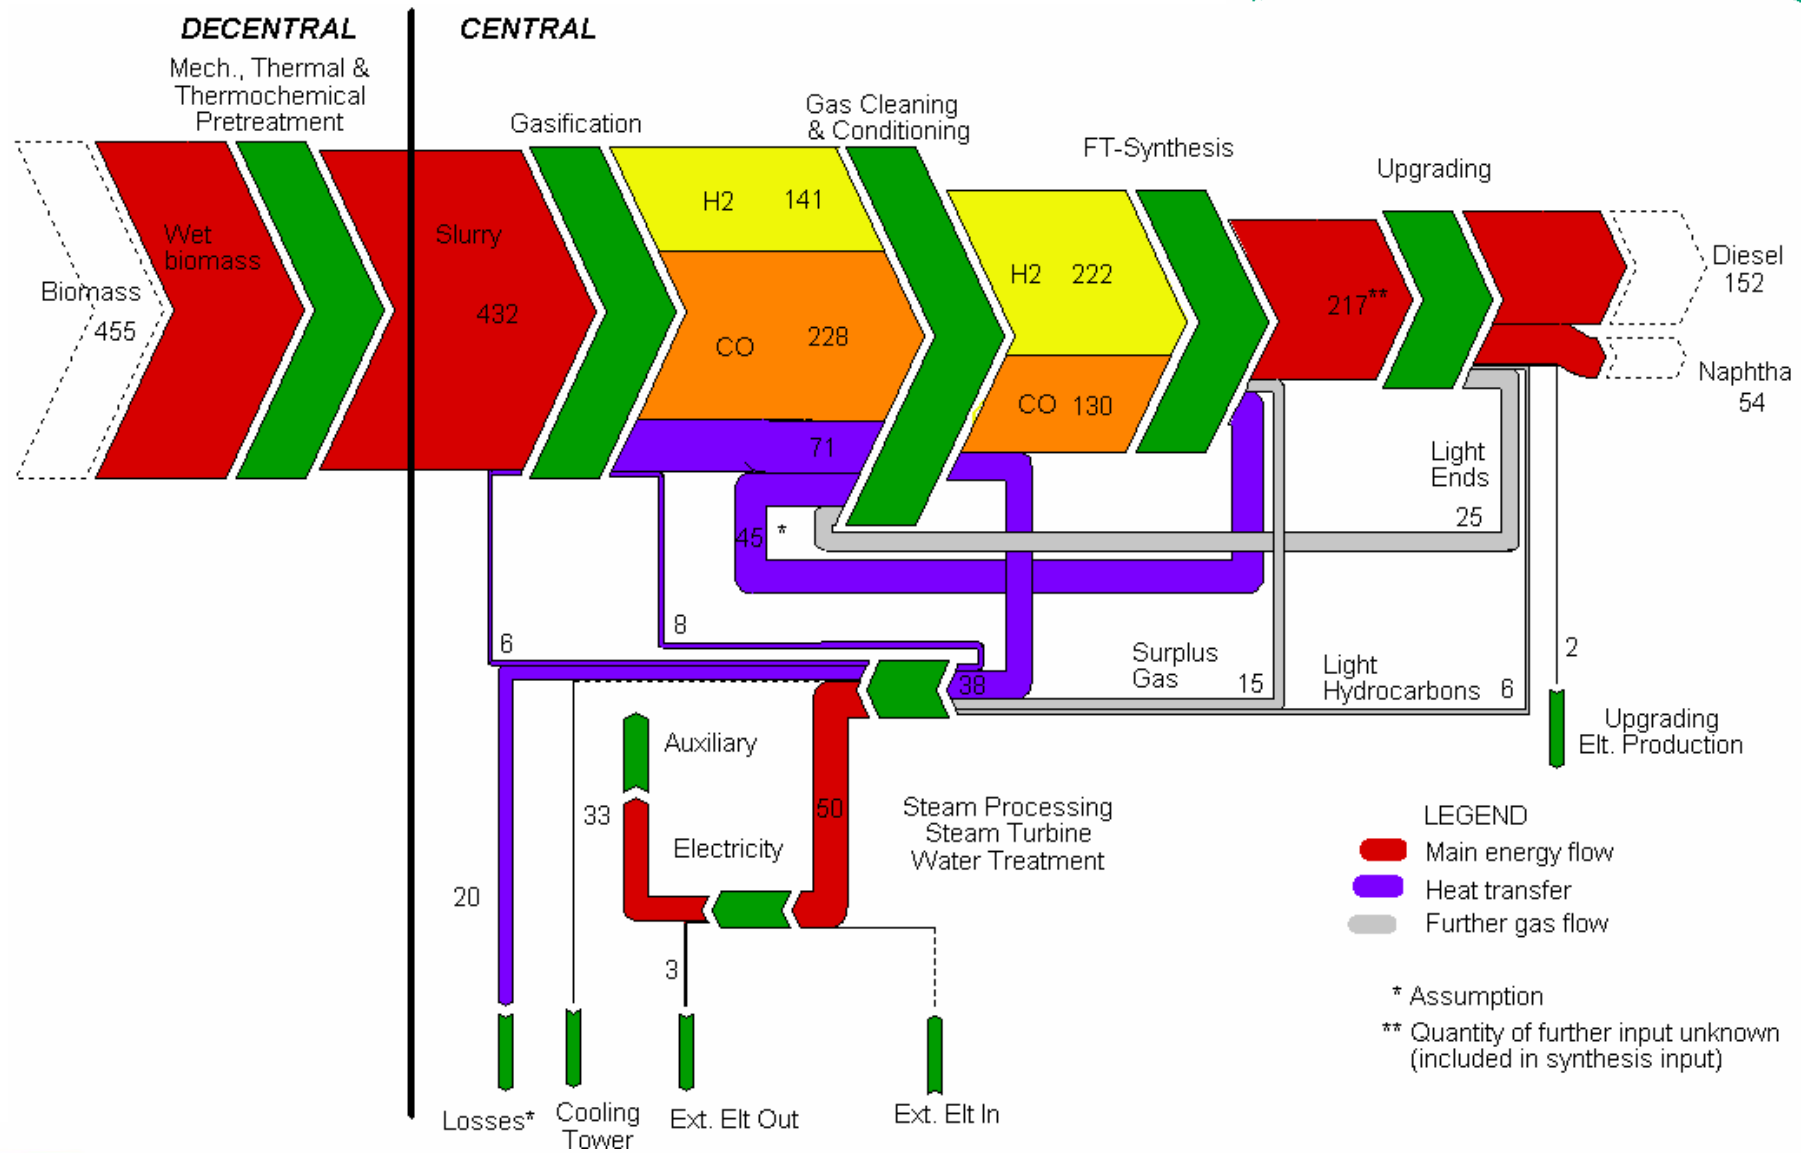 DECENTRAL
CENTRAL
Mech., Thermal &
Thermochemical
Pretreatment
Gasification
Gas Cleaning
& Conditioning
FT-Synthesis
Upgrading
Wet
biomass
Biomass
455
Slurry
432
H2 141
CO 228
71
H2 222
CO 130
217**
Diesel
152
Naphtha
54
Light
Ends
25
45 *
6
8
38
Surplus
Gas
15
Light
Hydrocarbons
6
2
Upgrading
Elt. Production
Auxiliary
33
Electricity
50
Steam Processing
Steam Turbine
Water Treatment
20
3
LEGEND
Main energy flow
Heat transfer
Further gas flow
* Assumption
** Quantity of further input unknown
(included in synthesis input)
Losses*
Cooling
Tower
Ext. Elt Out
Ext. Elt In